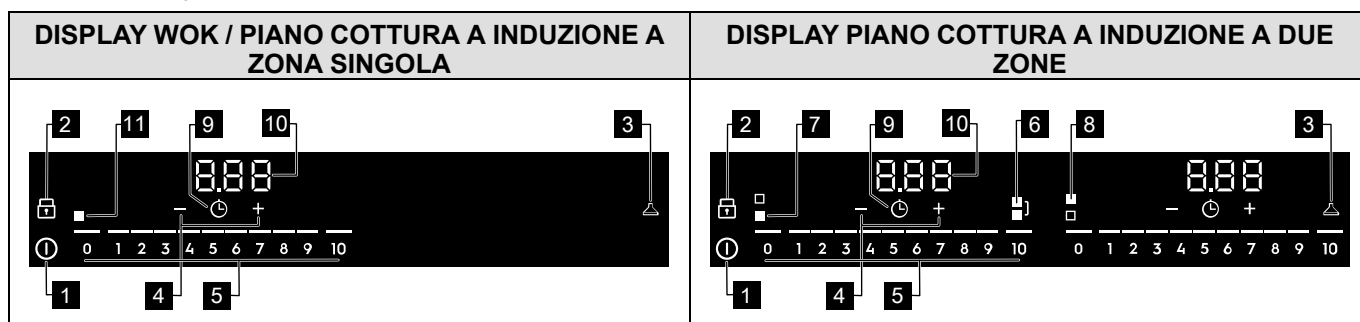 DISPLAY WOK / PIANO COTTURA A INDUZIONE A
ZONA SINGOLA
DISPLAY PIANO COTTURA A INDUZIONE A DUE
ZONE
2 11 9 10 3
8.88
− +
0 1 2 3 4 5 6 7 8 9 10
1 4 5
2 7 9 10 6 8 3
8.88 8.88
− + − +
0 1 2 3 4 5 6 7 8 9 10 0 1 2 3 4 5 6 7 8 9 10
1 4 5